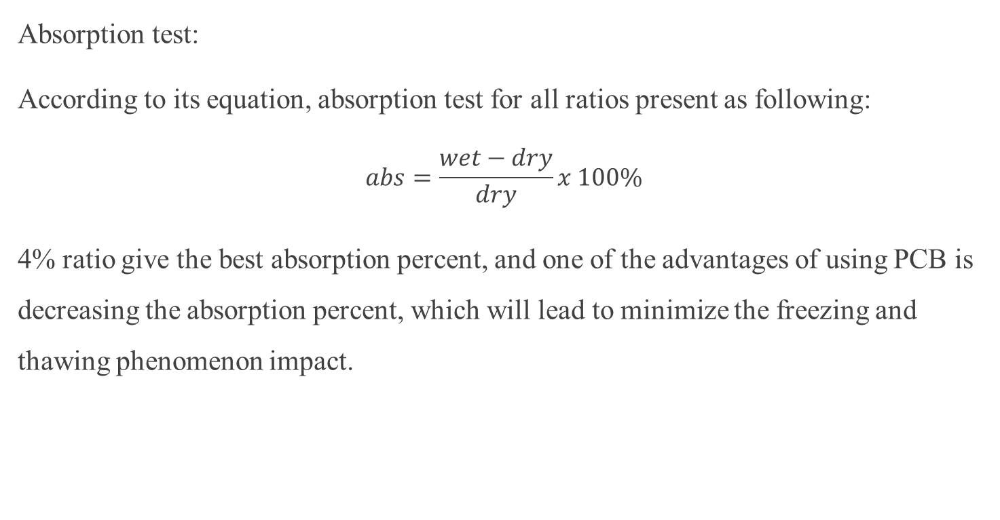 Absorption test:
According to its equation, absorption test for all ratios present as following:
abs = \frac{wet - dry}{dry} x 100%
4% ratio give the best absorption percent, and one of the advantages of using PCB is
decreasing the absorption percent, which will lead to minimize the freezing and
thawing phenomenon impact.